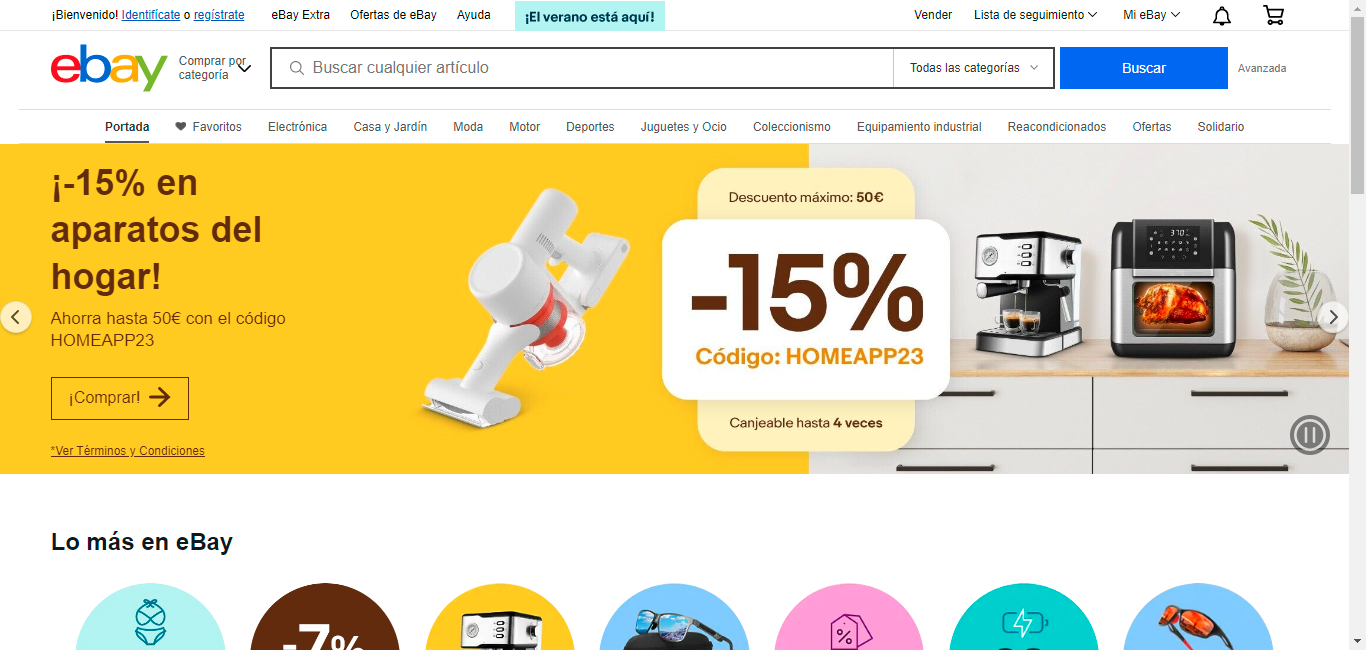 ¡Bienvenido! Identifícate o regístrate
eBay Extra
Ofertas de eBay
Ayuda
¡El verano está aquí!
Vender
Lista de seguimiento
Mi eBay
ebay
Comprar por
categoría
Buscar cualquier artículo
Todas las categorías
Buscar
Avanzada
Portada
Favoritos
Electrónica
Casa y Jardín
Moda
Motor
Deportes
Juguetes y Ocio
Coleccionismo
Equipamiento industrial
Reacondicionados
Ofertas
Solidario
¡-15% en
aparatos del
hogar!
Ahorra hasta 50€ con el código
HOMEAPP23
¡Comprar!
*Ver Términos y Condiciones
Descuento máximo: 50€
-15%
Código: HOMEAPP23
Canjeable hasta 4 veces
370
Lo más en eBay
-7%
%